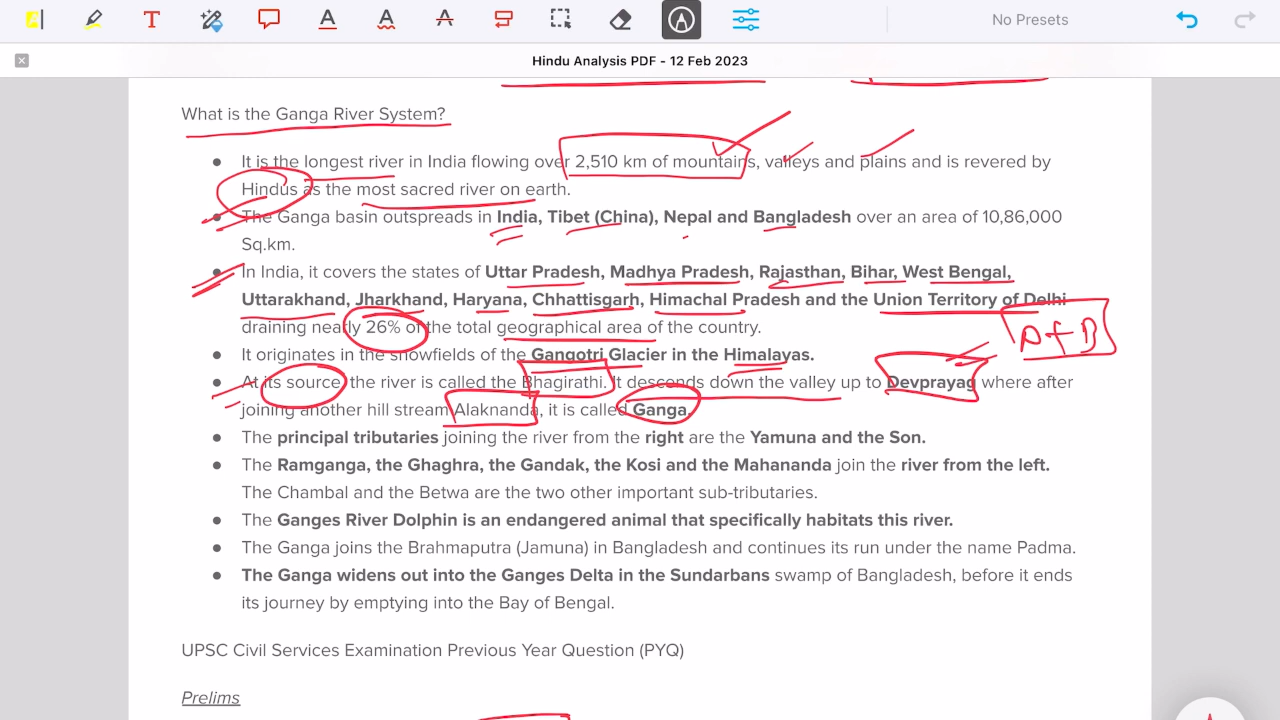 T A A A A No Presets
Hindu Analysis PDF - 12 Feb 2023
What is the Ganga River System?
● It is the longest river in India flowing over 2,510 km of mountains, valleys and plains and is revered by
Hindus as the most sacred river on earth.
● The Ganga basin outspreads in India, Tibet (China), Nepal and Bangladesh over an area of 10,86,000
Sq.km.
● In India, it covers the states of Uttar Pradesh, Madhya Pradesh, Rajasthan, Bihar, West Bengal,
Uttarakhand, Jharkhand, Haryana, Chhattisgarh, Himachal Pradesh and the Union Territory of Delhi
draining nearly 26% of the total geographical area of the country.
A f B
● It originates in the snowfields of the Gangotri Glacier in the Himalayas.
● At its source the river is called the Bhagirathi. It descends down the valley up to Devprayag where after
joining another hill stream Alaknanda, it is called Ganga.
● The principal tributaries joining the river from the right are the Yamuna and the Son.
● The Ramganga, the Ghaghra, the Gandak, the Kosi and the Mahananda join the river from the left.
The Chambal and the Betwa are the two other important sub-tributaries.
● The Ganges River Dolphin is an endangered animal that specifically habitats this river.
● The Ganga joins the Brahmaputra (Jamuna) in Bangladesh and continues its run under the name Padma.
● The Ganga widens out into the Ganges Delta in the Sundarbans swamp of Bangladesh, before it ends
its journey by emptying into the Bay of Bengal.
UPSC Civil Services Examination Previous Year Question (PYQ)
Prelims